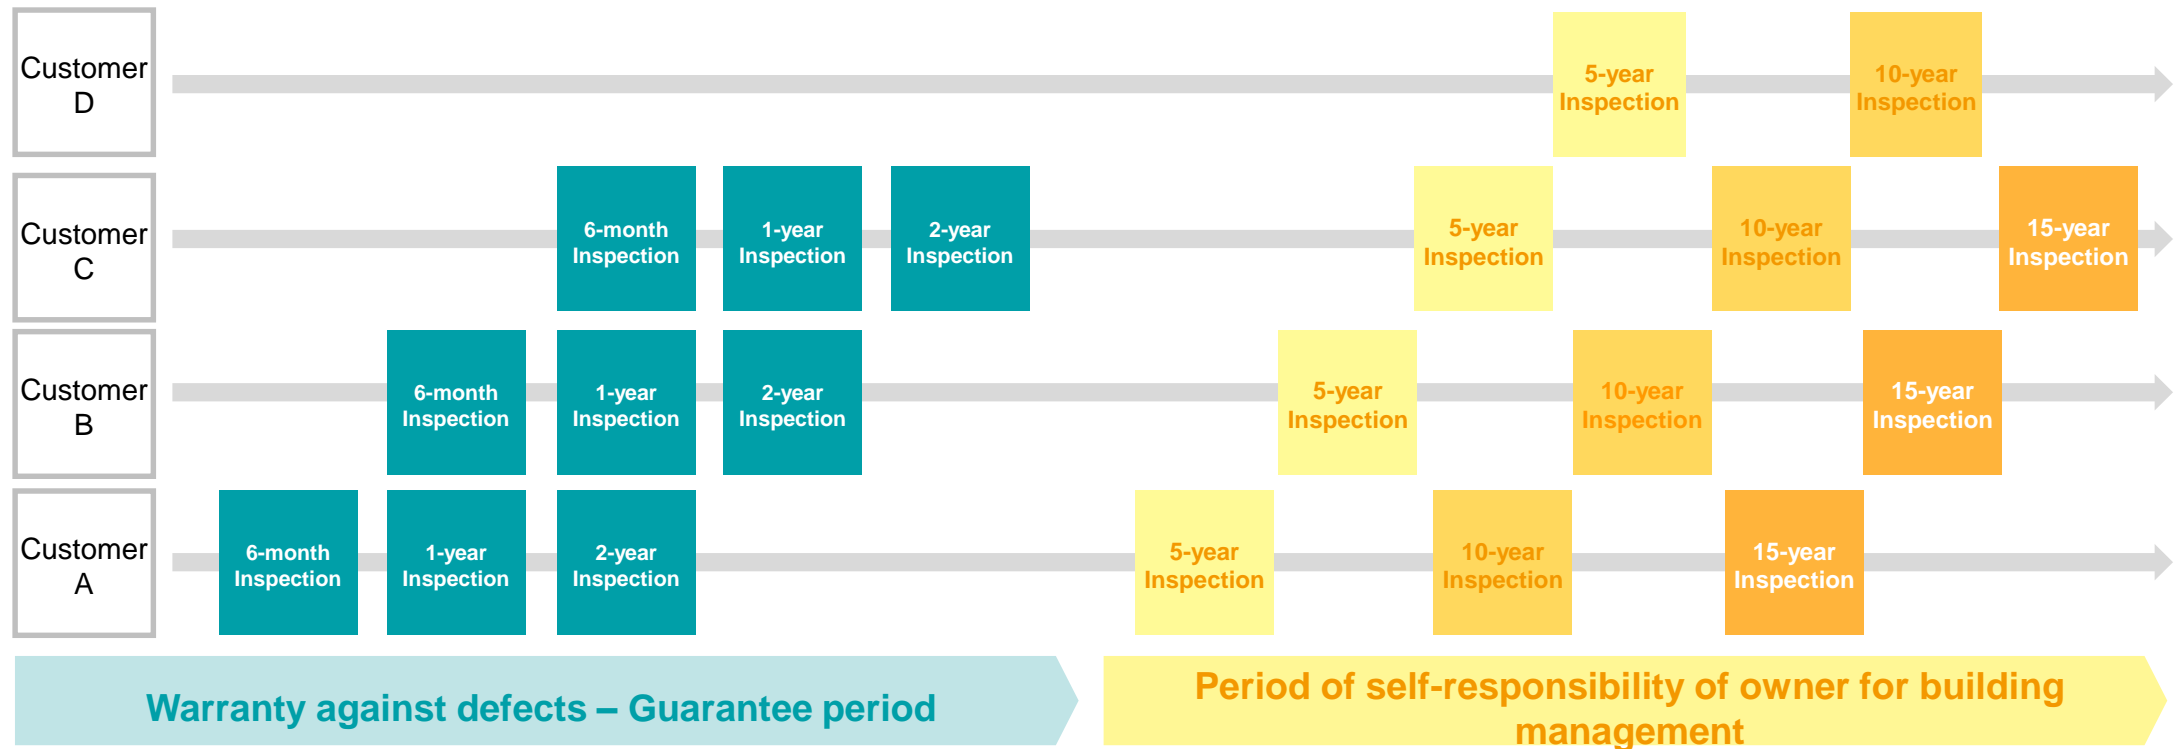 Customer
D
5-year
Inspection
10-year
Inspection
Customer
C
6-month
Inspection
1-year
Inspection
2-year
Inspection
5-year
Inspection
10-year
Inspection
15-year
Inspection
Customer
B
6-month
Inspection
1-year
Inspection
2-year
Inspection
5-year
Inspection
10-year
Inspection
15-year
Inspection
Customer
A
6-month
Inspection
1-year
Inspection
2-year
Inspection
5-year
Inspection
10-year
Inspection
15-year
Inspection
Warranty against defects – Guarantee period
Period of self-responsibility of owner for building
management